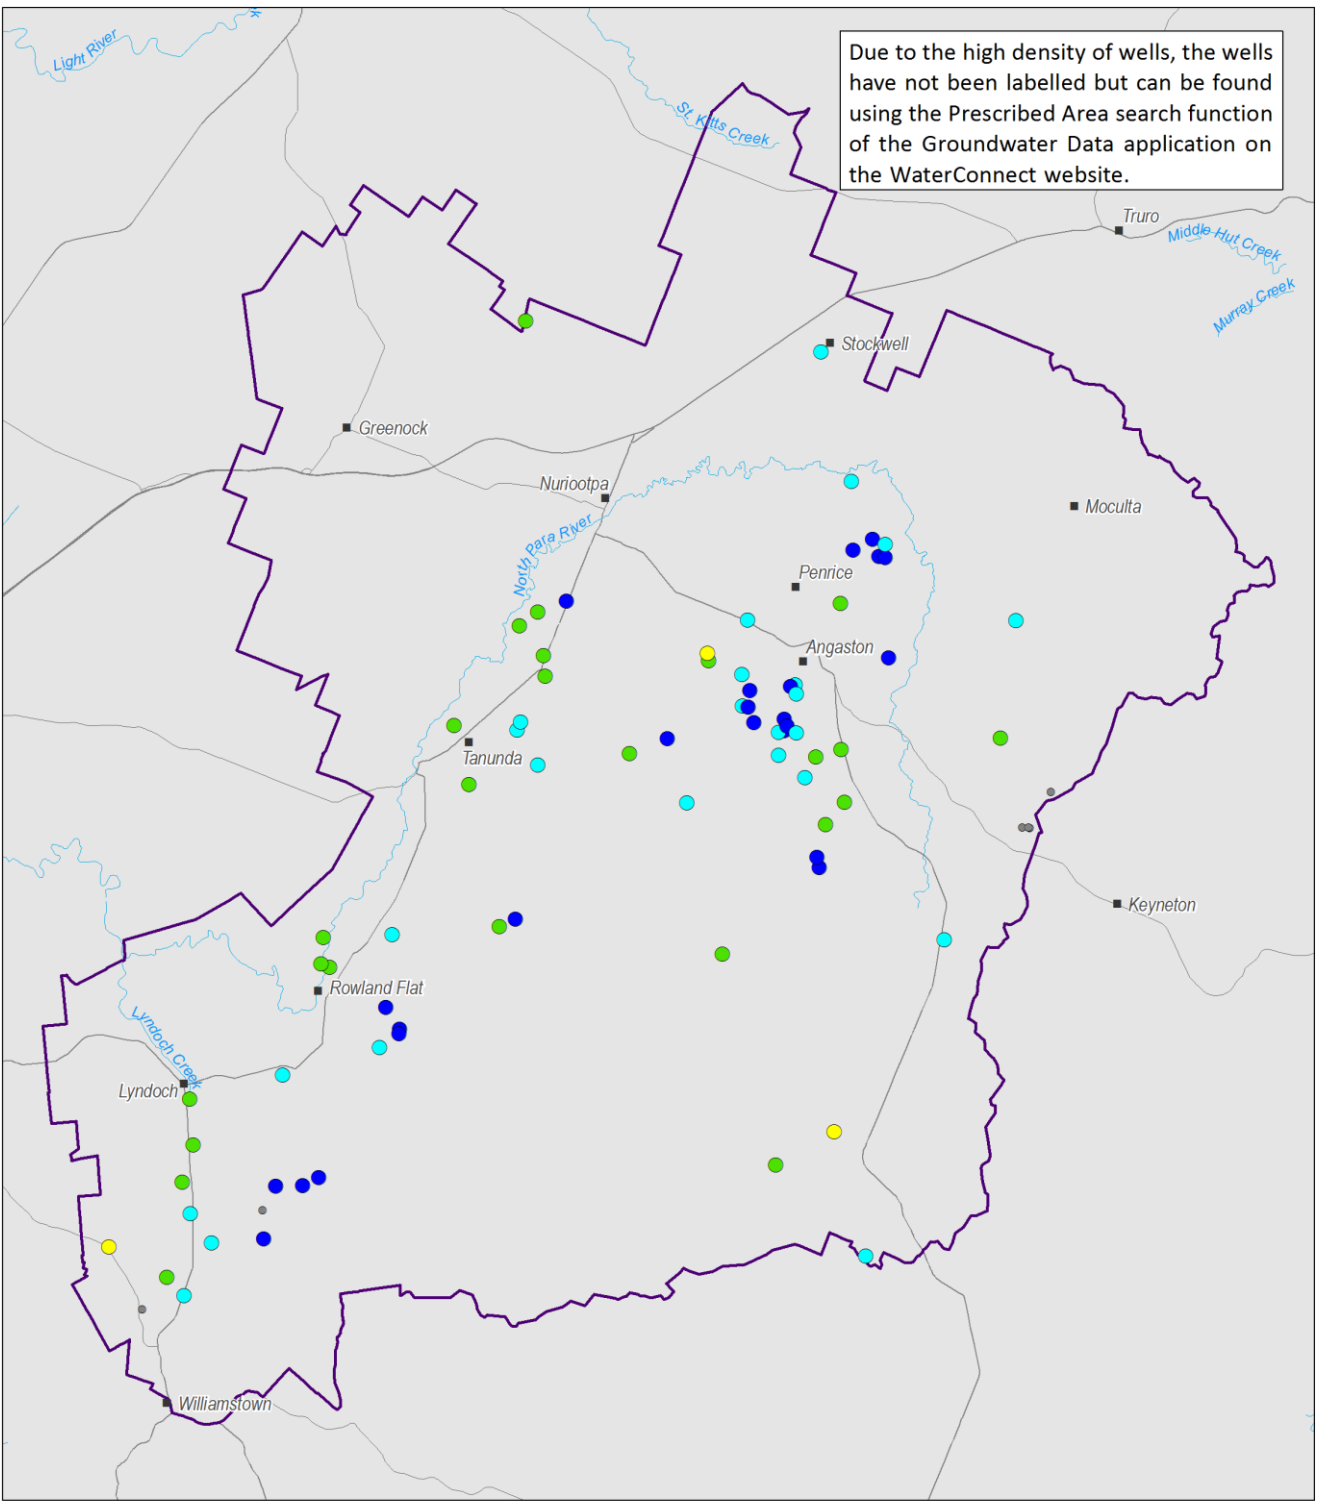 k
Light River
St. Kitts Creek
Due to the high density of wells, the wells
have not been labelled but can be found
using the Prescribed Area search function
of the Groundwater Data application on
the WaterConnect website.
Truro
Middle Hut Creek
Murray Creek
Stockwell
Greenock
Nuriootpa
Moculta
North Para River
Penrice
Angaston
Tanunda
Keyneton
Rowland Flat
Lyndoch Creek
Lyndoch
Williamstown